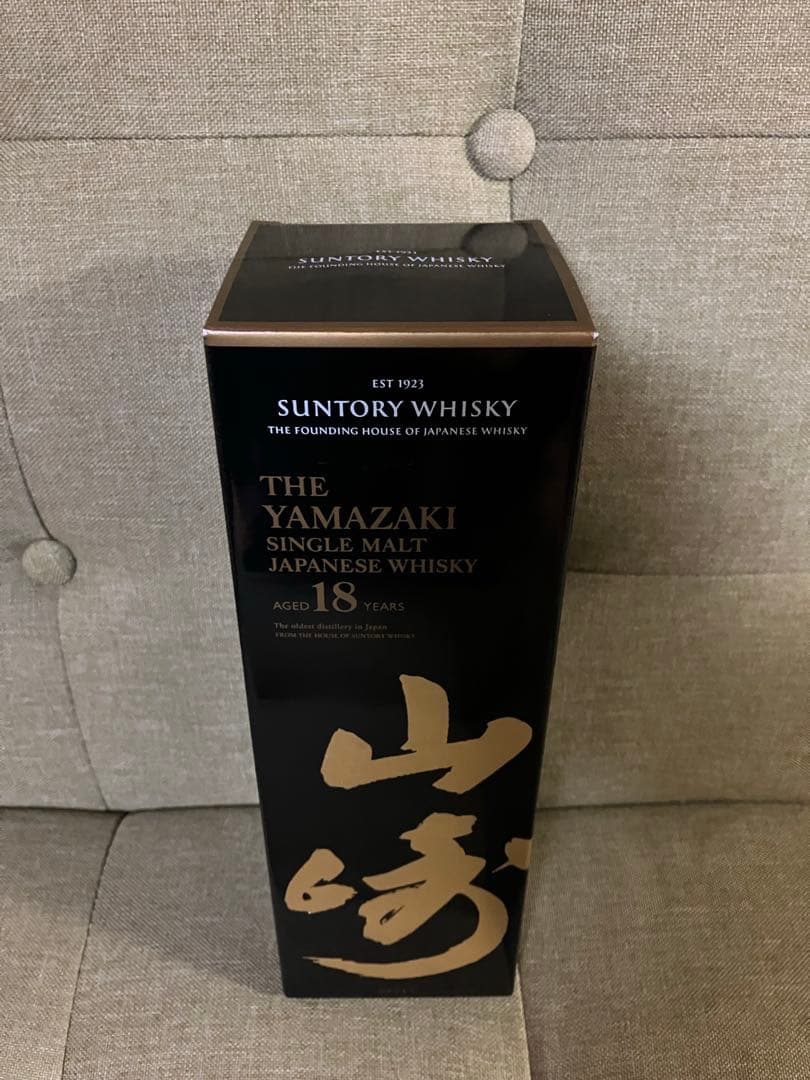 EST 1923
SUNTORY WHISKY
THE FOUNDING HOUSE OF JAPANESE WHISKY
EST 1923
SUNTORY WHISKY
THE FOUNDING HOUSE OF JAPANESE WHISKY
THE
YAMAZAKI
SINGLE MALT
JAPANESE WHISKY
AGED 18 YEARS
The oldest distillery in Japan
FROM THE HOUSE OF SUNTORY WHISKY
山
崎